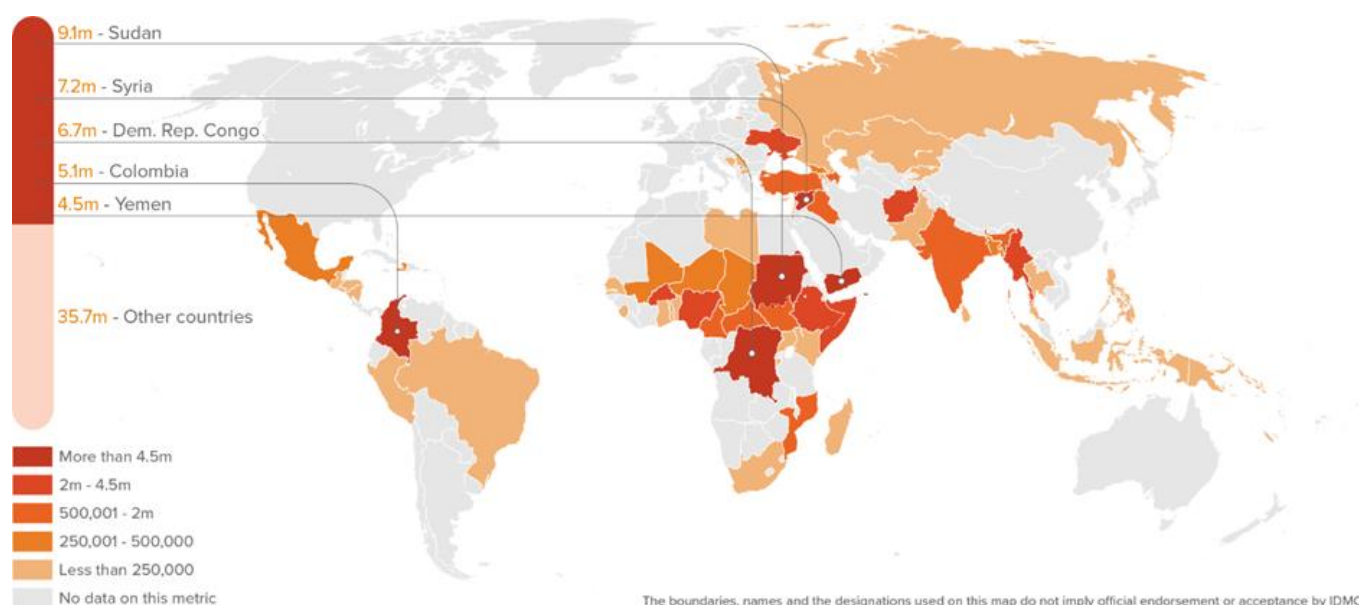 9.1m - Sudan
7.2m - Syria
6.7m - Dem. Rep. Congo
5.1m - Colombia
4.5m - Yemen
35.7m - Other countries
More than 4.5m
2m - 4.5m
500,001 - 2m
250,001 - 500,000
Less than 250,000
No data on this metric
The boundaries, names and the designations used on this map do not imply official endorsement or acceptance by IDMC